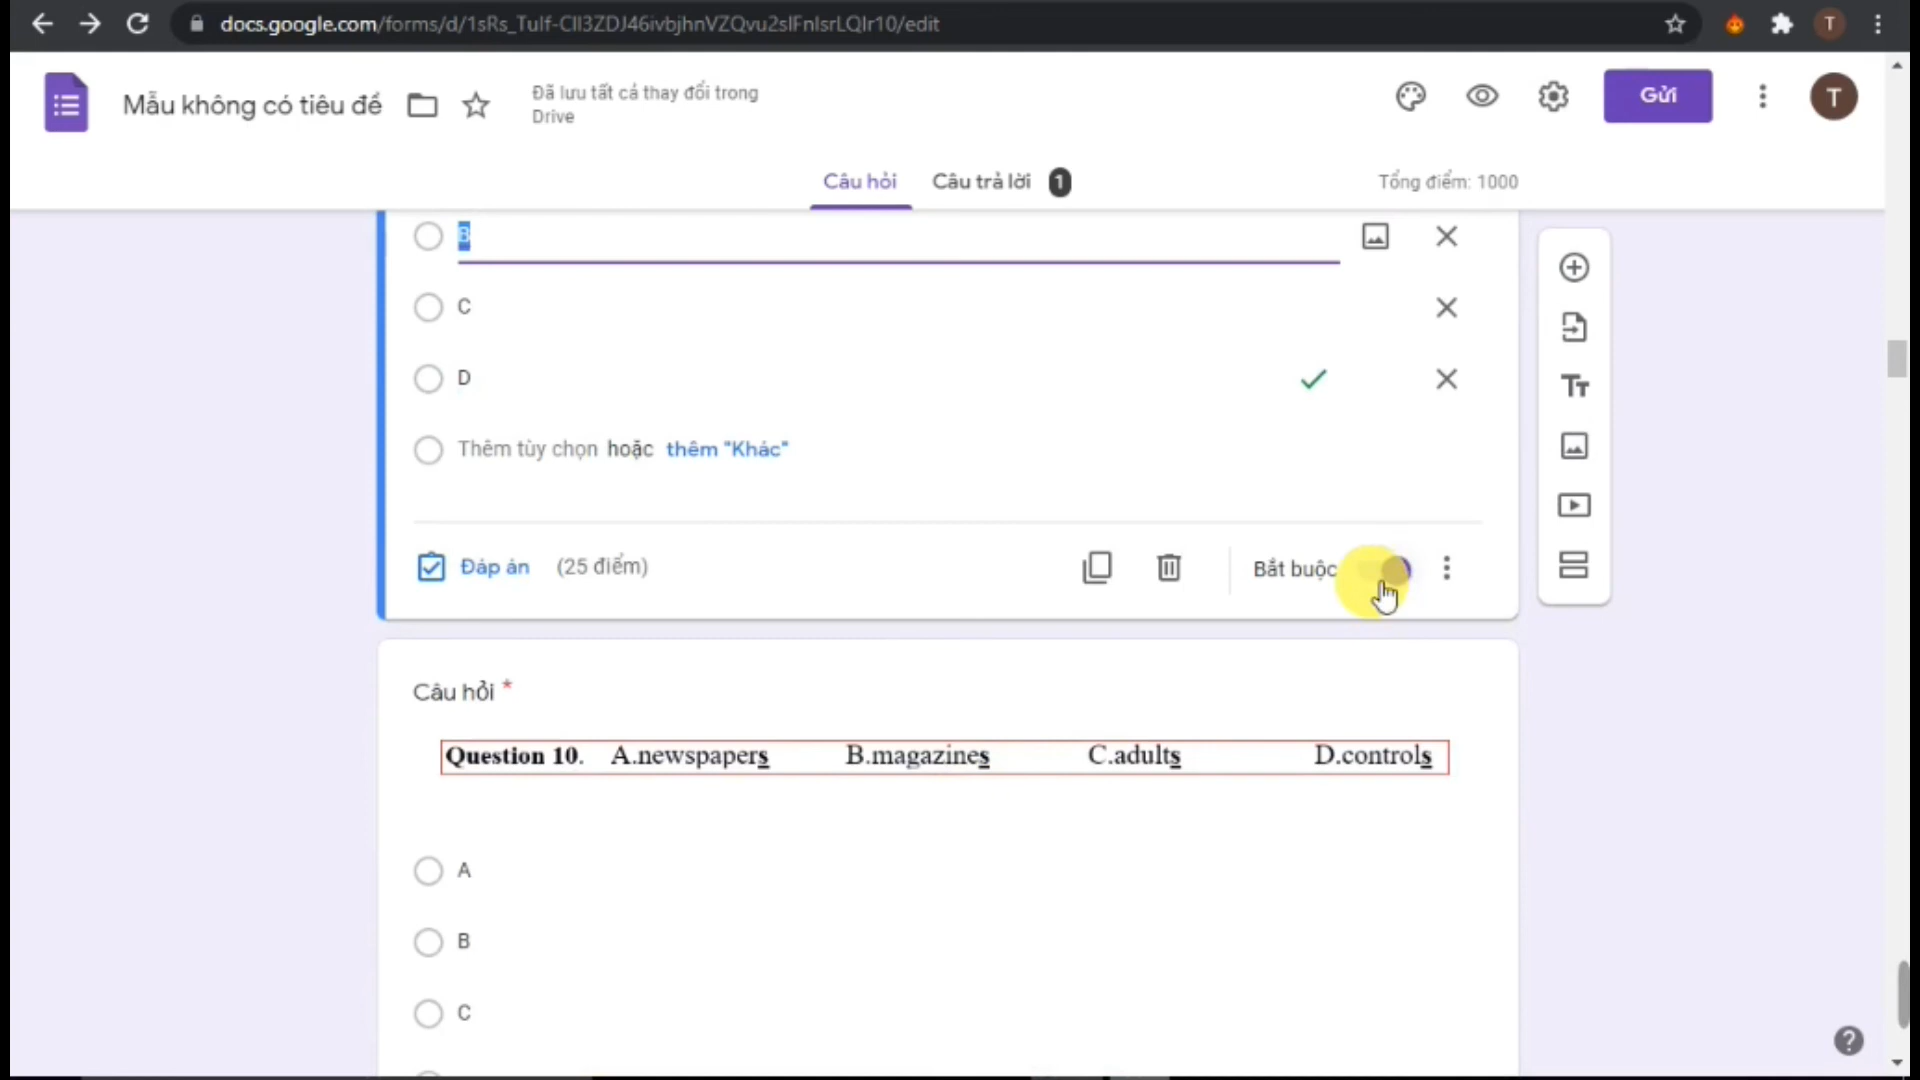 docs.google.com/forms/d/1sRs_TuIf-CII3ZDJ46ivbjhnVZQvu2sIFnIsrLQIr10/edit
T
Mẫu không có tiêu đề
Đã lưu tất cả thay đổi trong
Drive
Gửi
T
Câu hỏi
Câu trả lời
1
Tổng điểm: 1000
B
C
D
Thêm tùy chọn hoặc thêm "Khác"
Đáp án (25 điểm)
Bắt buộc
Câu hỏi *
Question 10. A.newspapers B.magazines C.adults D.controls
A
B
C